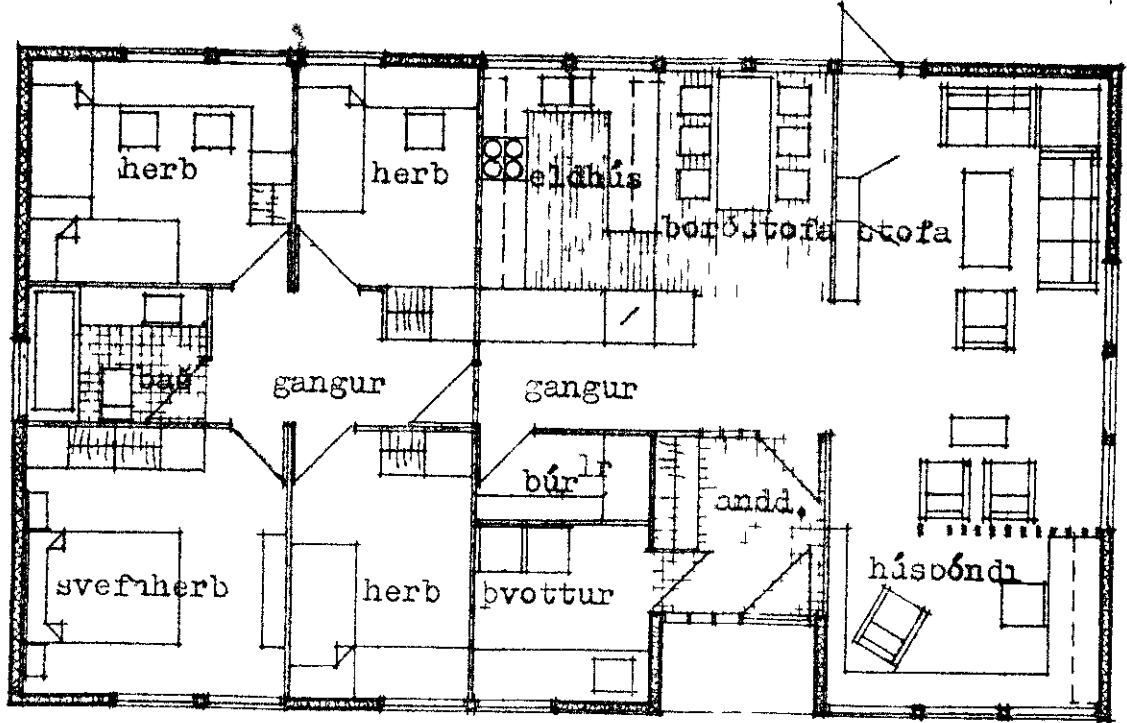 herb
herb
eldhús
borðstofa stofa
bað
gangur
gangur
búr
andd.
svefnherb
herb
þvottur
húsbóndi